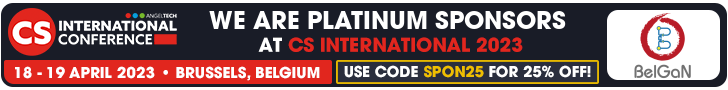 ANGELTECH
CS INTERNATIONAL
CONFERENCE
WE ARE PLATINUM SPONSORS
AT CS INTERNATIONAL 2023
18 - 19 APRIL 2023 • BRUSSELS, BELGIUM
USE CODE SPON25 FOR 25% OFF!
BelGaN